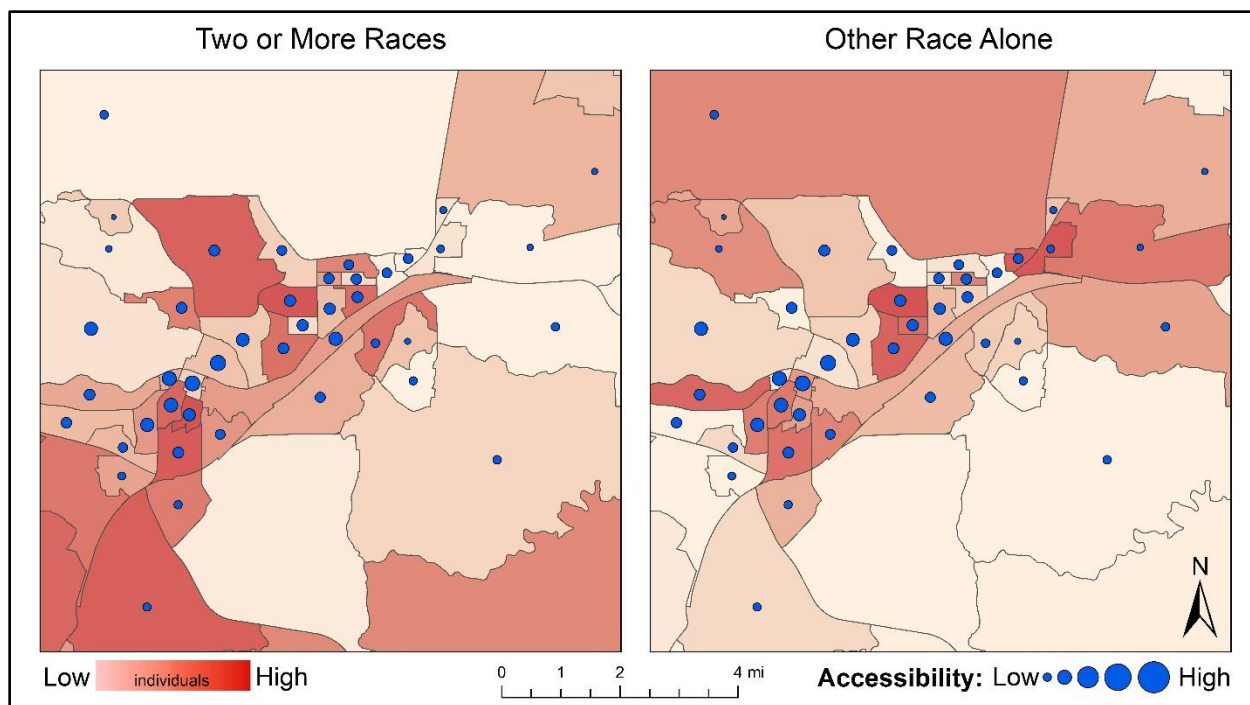 Two or More Races
Other Race Alone
N
Low individuals High
0 1 2 4 mi
Accessibility: Low High